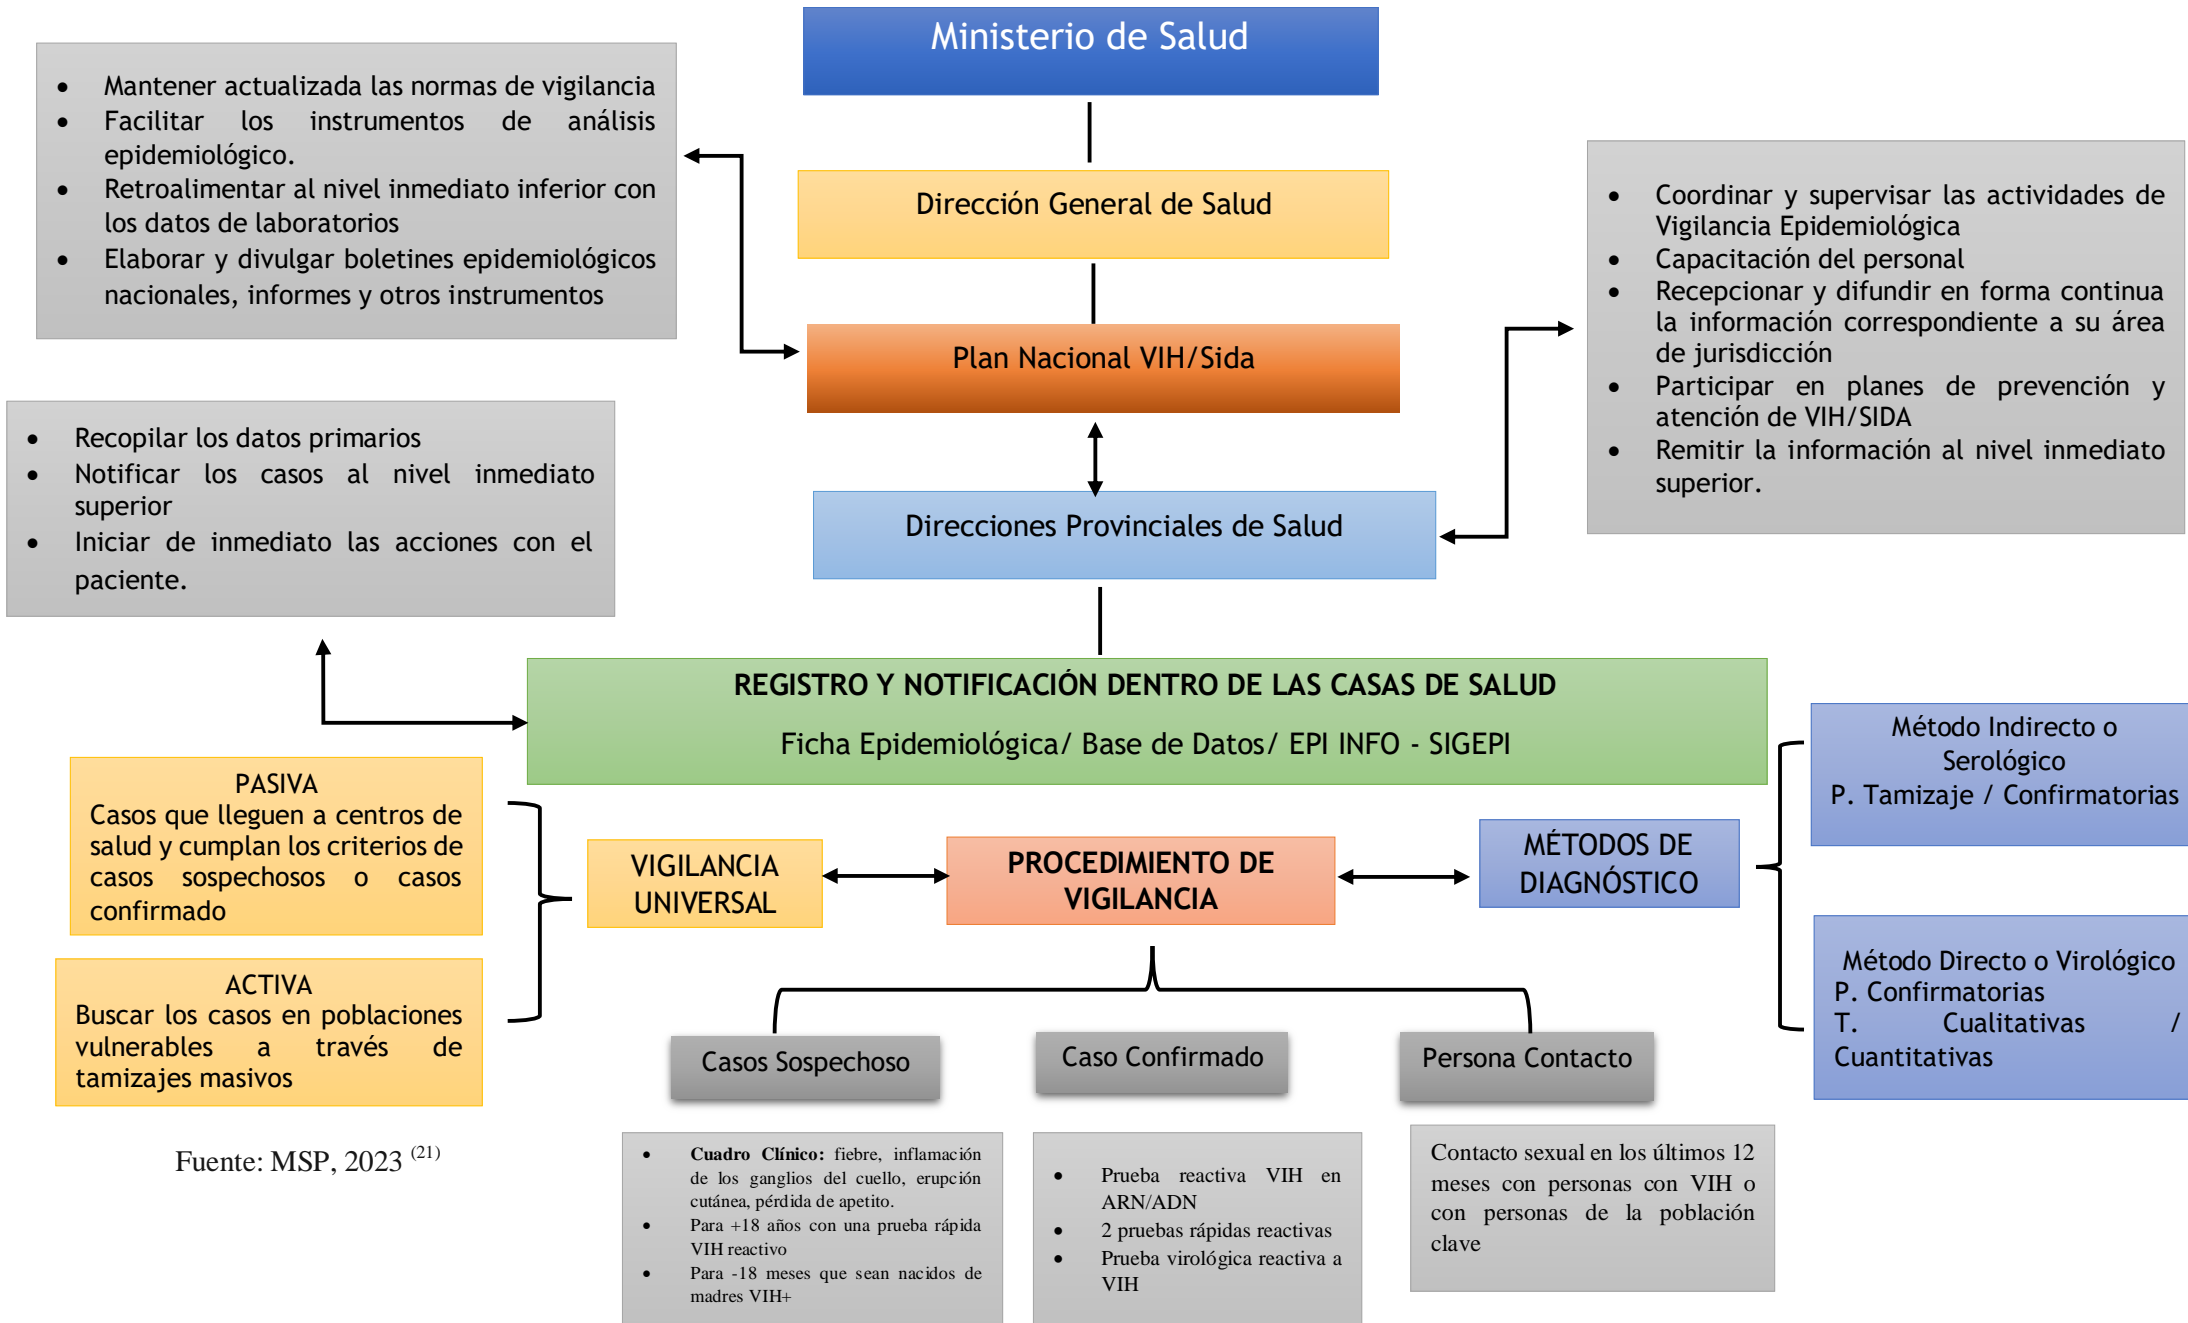 Ministerio de Salud
• Mantener actualizada las normas de vigilancia
• Facilitar los instrumentos de análisis
epidemiológico.
• Retroalimentar al nivel inmediato inferior con
los datos de laboratorios
• Elaborar y divulgar boletines epidemiológicos
nacionales, informes y otros instrumentos
Dirección General de Salud
• Coordinar y supervisar las actividades de
Vigilancia Epidemiológica
• Capacitación del personal
• Recepcionar y difundir en forma continua
la información correspondiente a su área
de jurisdicción
• Participar en planes de prevención y
atención de VIH/SIDA
• Remitir la información al nivel inmediato
superior.
Plan Nacional VIH/Sida
• Recopilar los datos primarios
• Notificar los casos al nivel inmediato
superior
• Iniciar de inmediato las acciones con el
paciente.
Direcciones Provinciales de Salud
REGISTRO Y NOTIFICACIÓN DENTRO DE LAS CASAS DE SALUD
Ficha Epidemiológica/ Base de Datos/ EPI INFO - SIGEPI
PASIVA
Casos que lleguen a centros de
salud y cumplan los criterios de
casos sospechosos o casos
confirmado
ACTIVA
Buscar los casos en poblaciones
vulnerables a través de
tamizajes masivos
VIGILANCIA
UNIVERSAL
PROCEDIMIENTO DE
VIGILANCIA
MÉTODOS DE
DIAGNÓSTICO
Método Indirecto o
Serológico
P. Tamizaje / Confirmatorias
Método Directo o Virológico
P. Confirmatorias
T. Cualitativas /
Cuantitativas
Casos Sospechoso
Caso Confirmado
Persona Contacto
• Cuadro Clínico: fiebre, inflamación
de los ganglios del cuello, erupción
cutánea, pérdida de apetito.
• Para +18 años con una prueba rápida
VIH reactivo
• Para -18 meses que sean nacidos de
madres VIH+
• Prueba reactiva VIH en
ARN/ADN
• 2 pruebas rápidas reactivas
• Prueba virológica reactiva a
VIH
Contacto sexual en los últimos 12
meses con personas con VIH o
con personas de la población
clave
Fuente: MSP, 2023 (21)